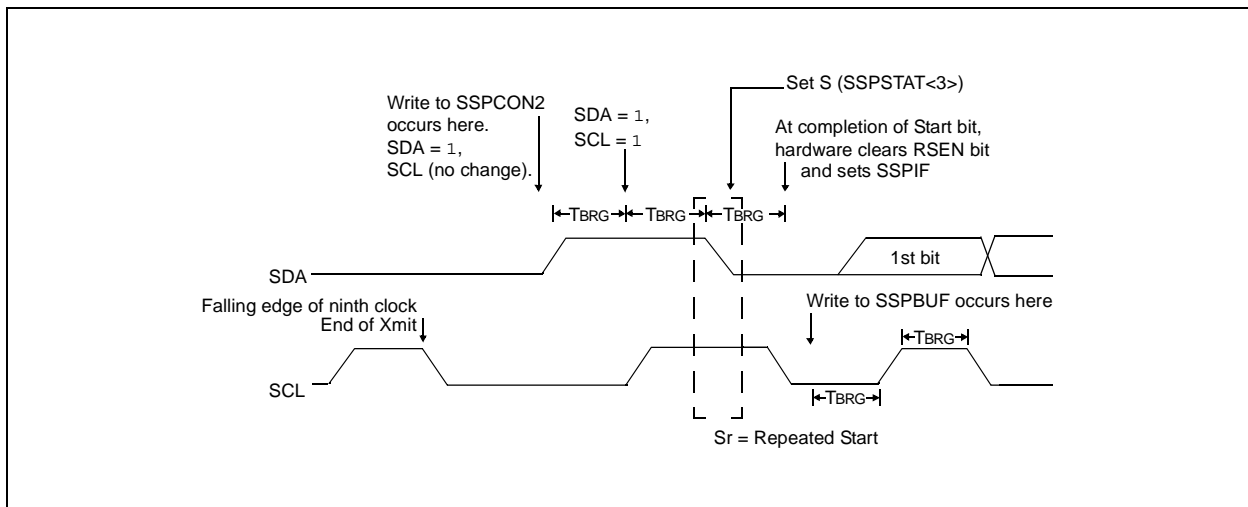 Set S (SSPSTAT<3>)
Write to SSPCON2
occurs here.
SDA = 1,
SCL (no change).
SDA = 1,
SCL = 1
At completion of Start bit,
hardware clears RSEN bit
and sets SSPIF
TBRG
TBRG
TBRG
SDA
1st bit
Falling edge of ninth clock
End of Xmit
Write to SSPBUF occurs here
TBRG
SCL
TBRG
Sr = Repeated Start